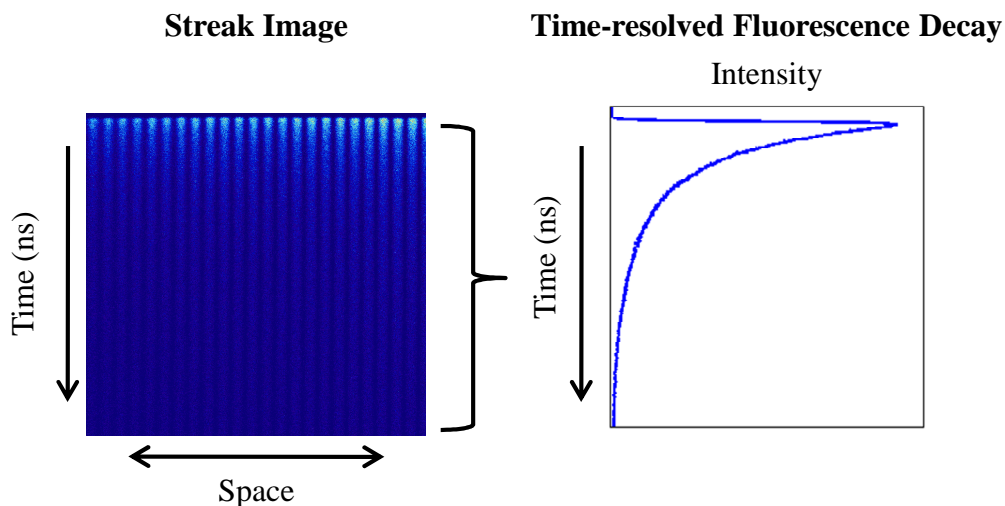 Streak Image
Time-resolved Fluorescence Decay
Intensity
Time (ns)
Time (ns)
Space